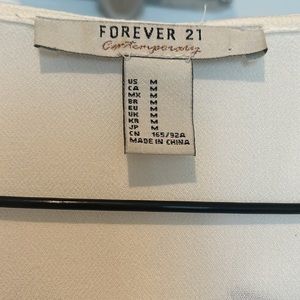 FOREVER 21
Contemporary
US M
CA M
MX M
BR M
EU M
UK M
KR M
JP M
CN 165/92A
MADE IN CHINA